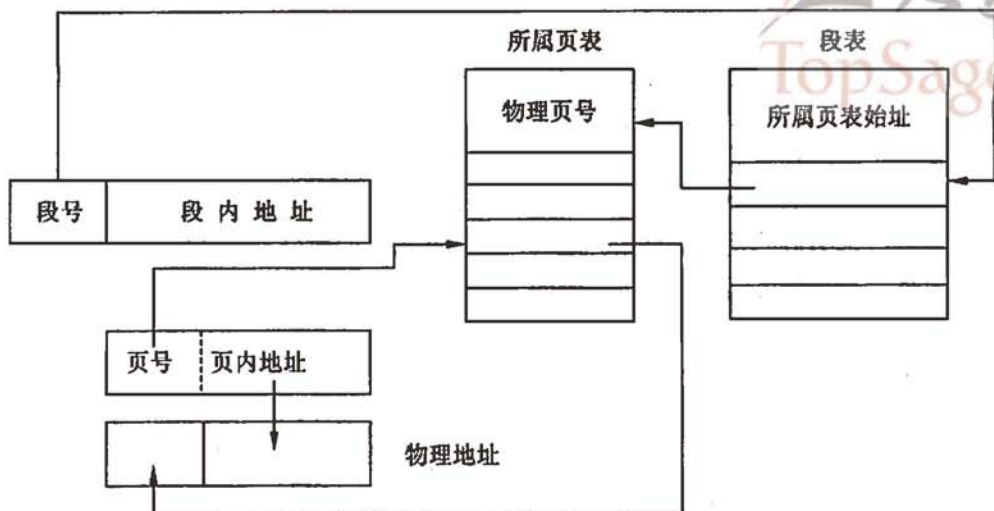 所属页表
段表
TopSage
物理页号
所属页表始址
段号
段内地址
页号
页内地址
物理地址